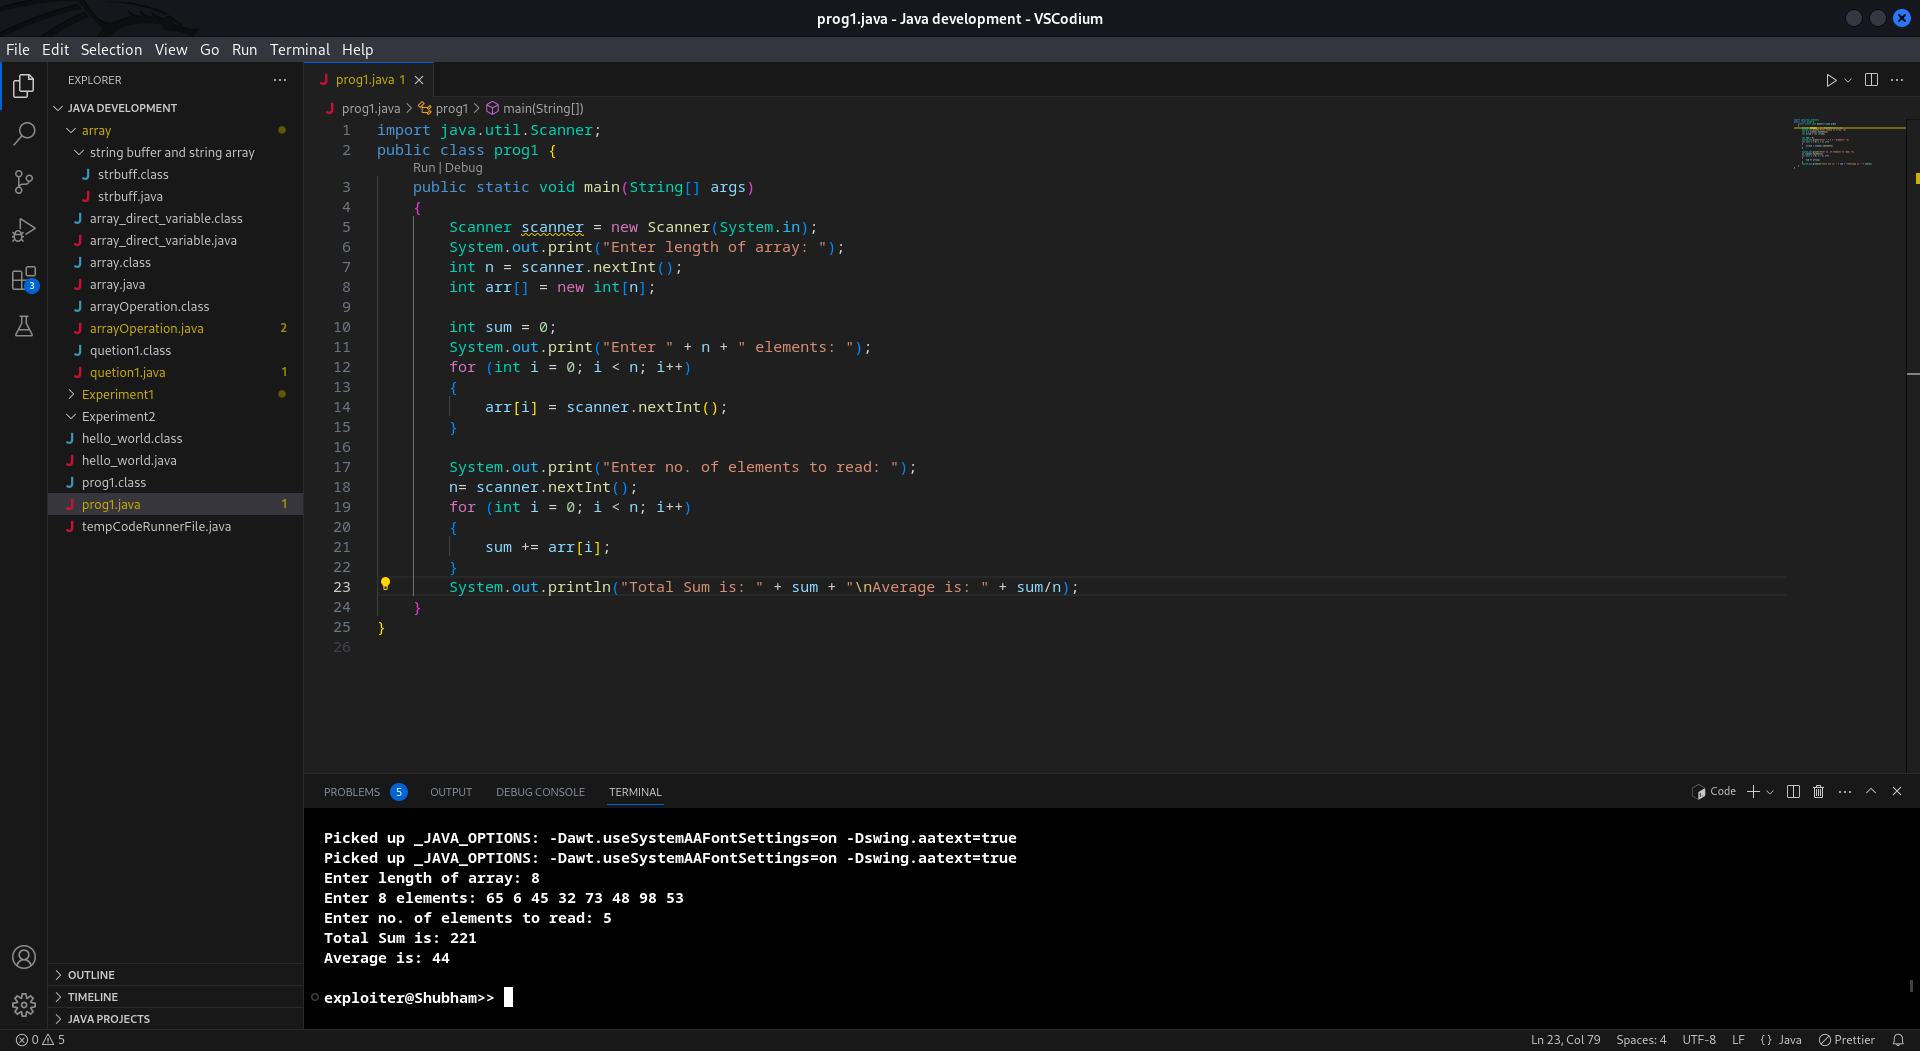 prog1.java - Java development - VSCodium
File Edit Selection View Go Run Terminal Help
EXPLORER
JAVA DEVELOPMENT
array
string buffer and string array
strbuff.class
strbuff.java
array_direct_variable.class
array_direct_variable.java
array.class
array.java
arrayOperation.class
arrayOperation.java 2
quetion1.class
quetion1.java 1
Experiment1
Experiment2
hello_world.class
hello_world.java
prog1.class
prog1.java 1
tempCodeRunnerFile.java
OUTLINE
TIMELINE
JAVA PROJECTS
3
prog1.java 1
prog1.java > prog1 > main(String[])
1 import java.util.Scanner;
2 public class prog1 {
Run | Debug
3 public static void main(String[] args)
4 {
5 Scanner scanner = new Scanner(System.in);
6 System.out.print("Enter length of array: ");
7 int n = scanner.nextInt();
8 int arr[] = new int[n];
9
10 int sum = 0;
11 System.out.print("Enter " + n + " elements: ");
12 for (int i = 0; i < n; i++)
13 {
14 arr[i] = scanner.nextInt();
15 }
16
17 System.out.print("Enter no. of elements to read: ");
18 n= scanner.nextInt();
19 for (int i = 0; i < n; i++)
20 {
21 sum += arr[i];
22 }
23 System.out.println("Total Sum is: " + sum + "\nAverage is: " + sum/n);
24 }
25 }
26
PROBLEMS 5 OUTPUT DEBUG CONSOLE TERMINAL Code
Picked up _JAVA_OPTIONS: -Dawt.useSystemAAFontSettings=on -Dswing.aatext=true
Picked up _JAVA_OPTIONS: -Dawt.useSystemAAFontSettings=on -Dswing.aatext=true
Enter length of array: 8
Enter 8 elements: 65 6 45 32 73 48 98 53
Enter no. of elements to read: 5
Total Sum is: 221
Average is: 44
exploiter@Shubham>>
0 5 Ln 23, Col 79 Spaces: 4 UTF-8 LF {} Java Prettier